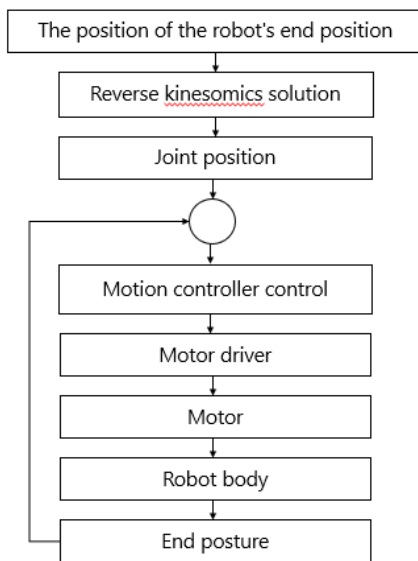 The position of the robot's end position
Reverse kinesomics solution
Joint position
Motion controller control
Motor driver
Motor
Robot body
End posture